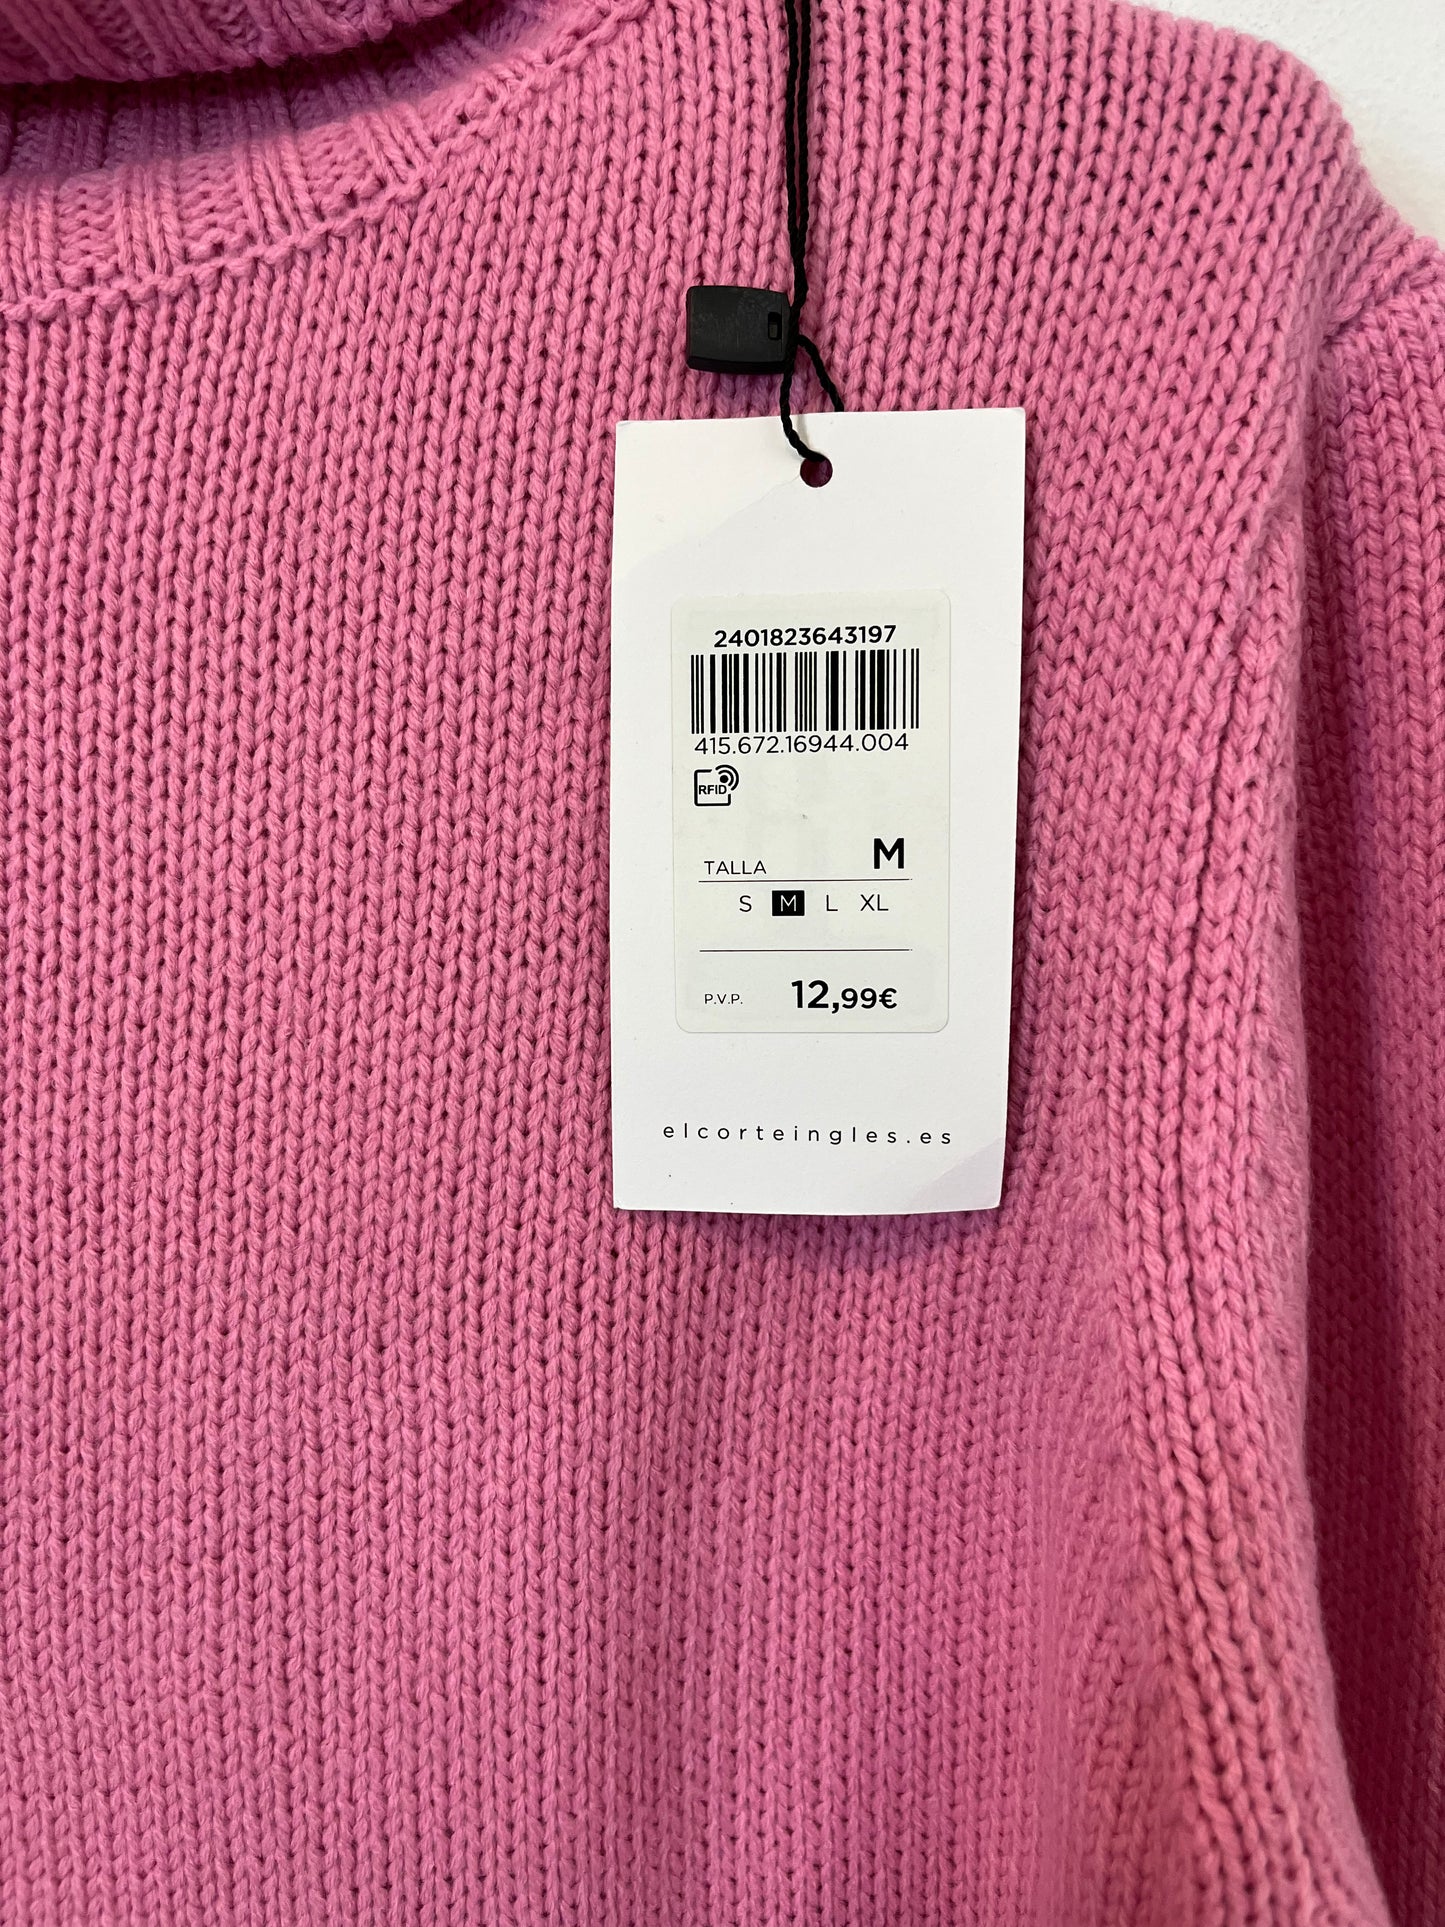 2401823643197
415.672.16944.004
RFID
TALLA M
S M L XL
P.V.P. 12,99€
elcorteingles.es